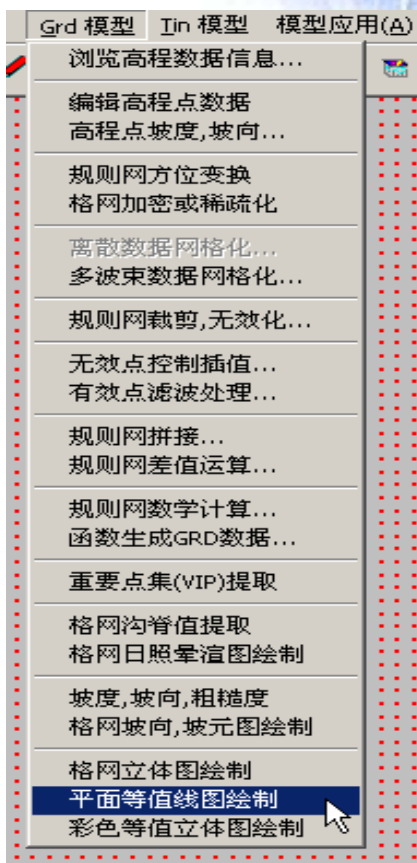 Grd 模型 Tin 模型 模型应用(A)
浏览高程数据信息...
编辑高程点数据
高程点坡度,坡向...
规则网方位变换
格网加密或稀疏化
离散数据网格化...
多波束数据网格化...
规则网裁剪,无效化...
无效点控制插值...
有效点滤波处理...
规则网拼接...
规则网差值运算...
规则网数学计算...
函数生成GRD数据...
重要点集(VIP)提取
格网沟脊值提取
格网日照晕渲图绘制
坡度,坡向,粗糙度
格网坡向,坡元图绘制
格网立体图绘制
平面等值线图绘制
彩色等值立体图绘制